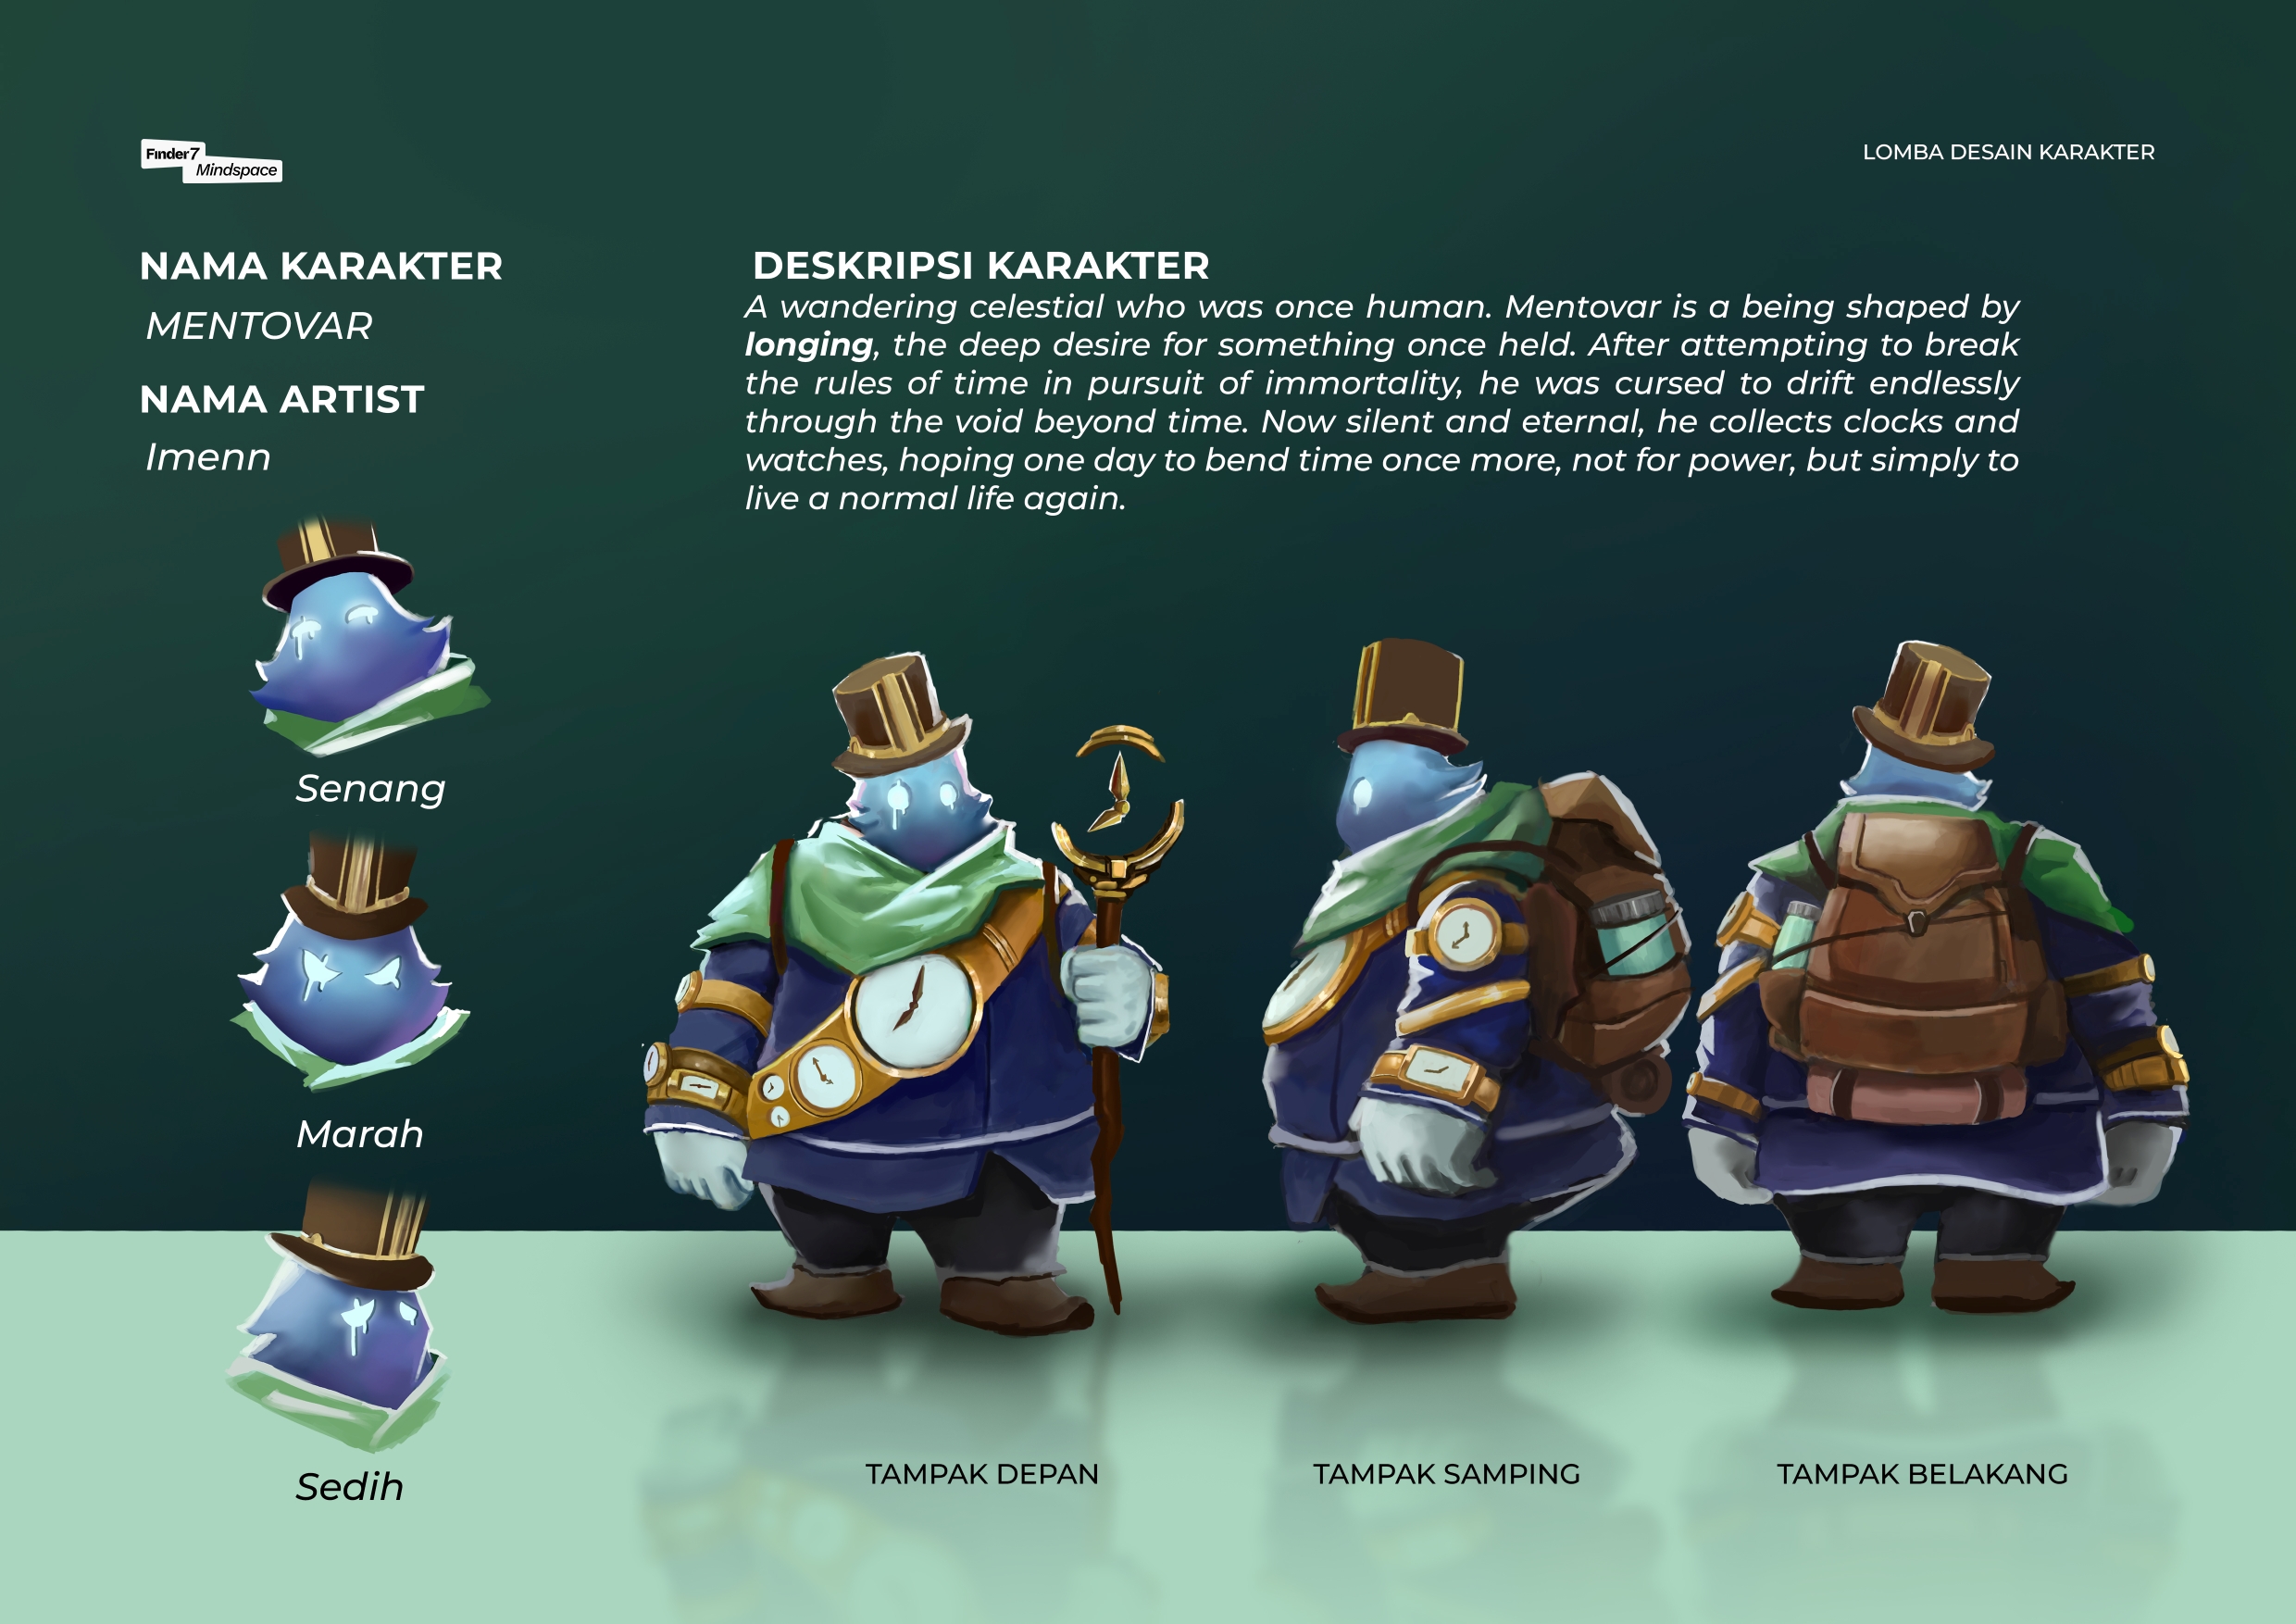 Finder7
Mindspace
LOMBA DESAIN KARAKTER
NAMA KARAKTER
MENTOVAR
NAMA ARTIST
Imenn
DESKRIPSI KARAKTER
A wandering celestial who was once human. Mentovar is a being shaped by
longing, the deep desire for something once held. After attempting to break
the rules of time in pursuit of immortality, he was cursed to drift endlessly
through the void beyond time. Now silent and eternal, he collects clocks and
watches, hoping one day to bend time once more, not for power, but simply to
live a normal life again.
Senang
Marah
Sedih
TAMPAK DEPAN
TAMPAK SAMPING
TAMPAK BELAKANG